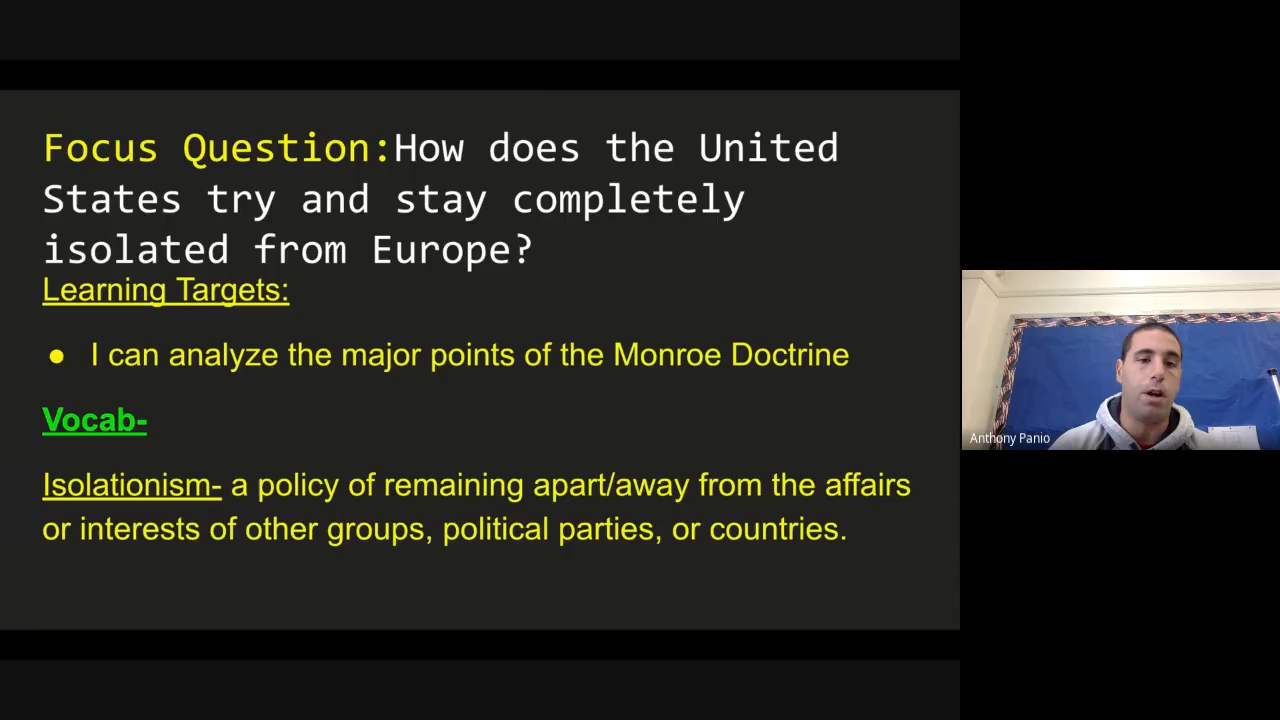 Focus Question:How does the United
States try and stay completely
isolated from Europe?
Learning Targets:
● I can analyze the major points of the Monroe Doctrine
Vocab-
Isolationism- a policy of remaining apart/away from the affairs
or interests of other groups, political parties, or countries.
Anthony Panio